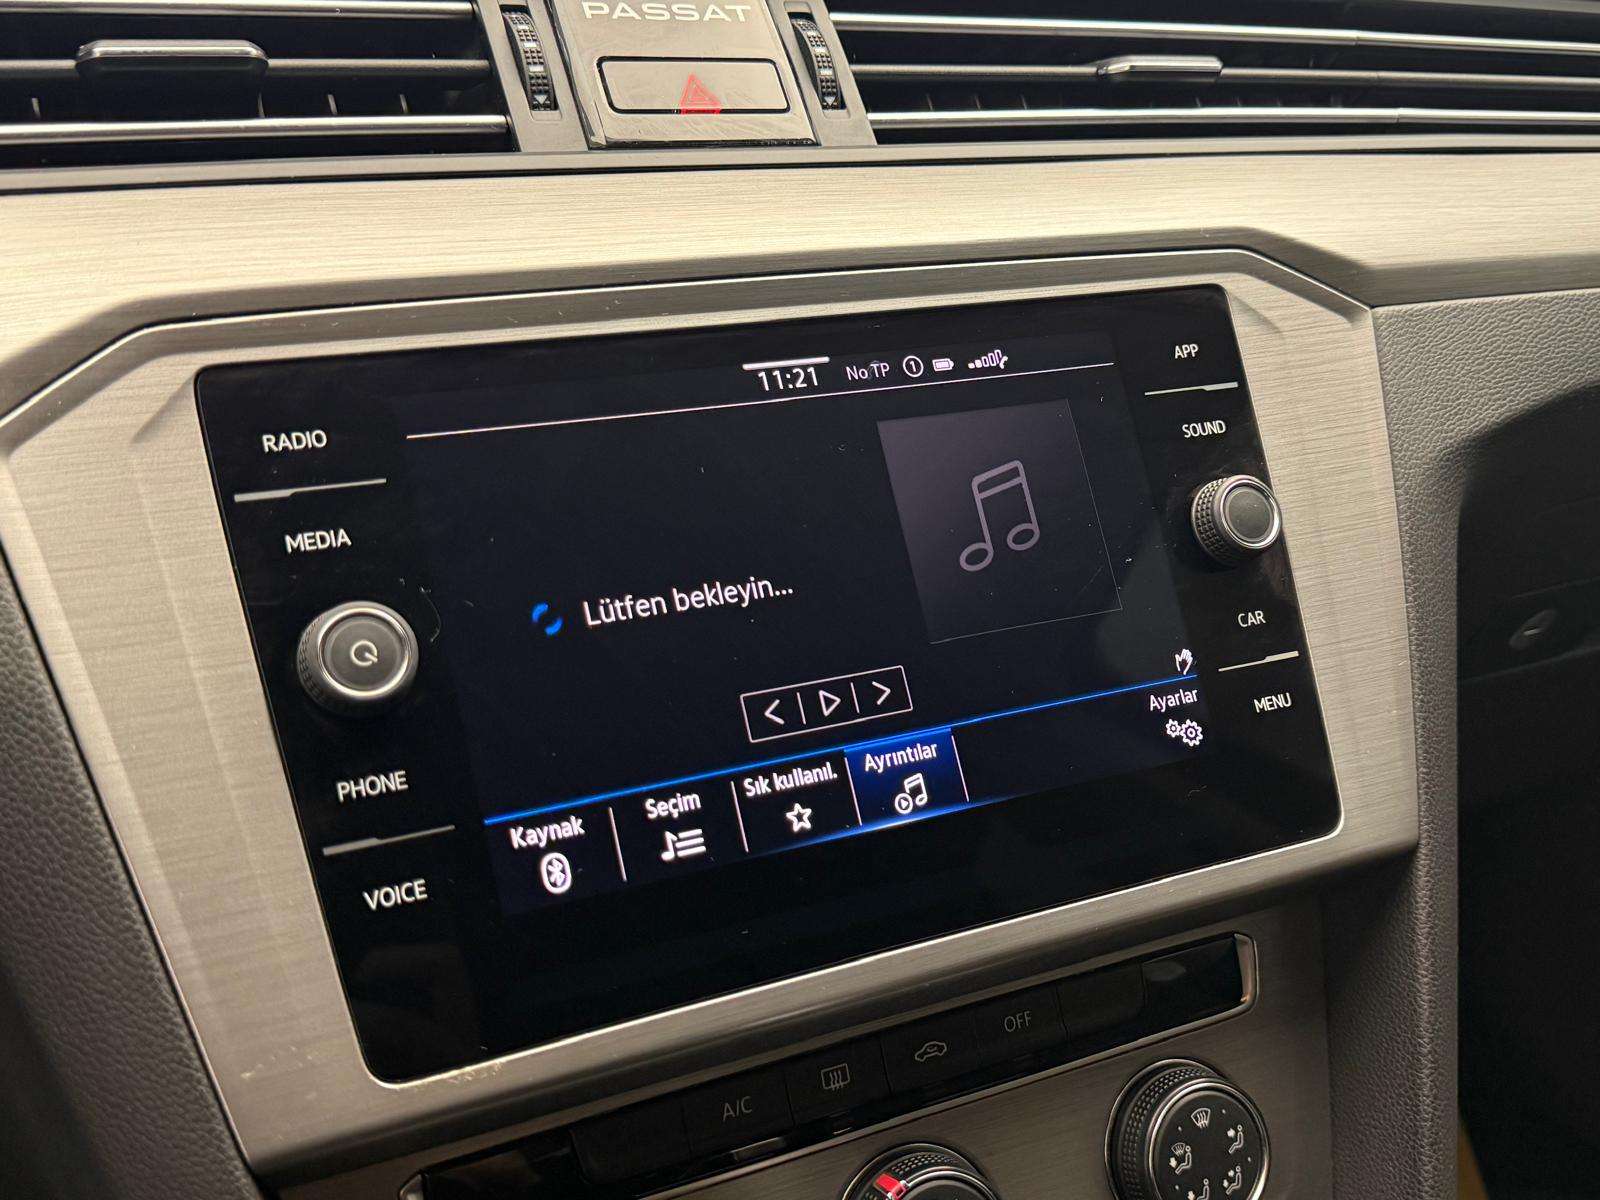 PASSAT
11:21 No TP 1
APP
RADIO
SOUND
MEDIA
Lütfen bekleyin...
CAR
MENU
PHONE
VOICE
Kaynak
Seçim
Sık kullanıl.
Ayrıntılar
Ayarlar
A/C
OFF